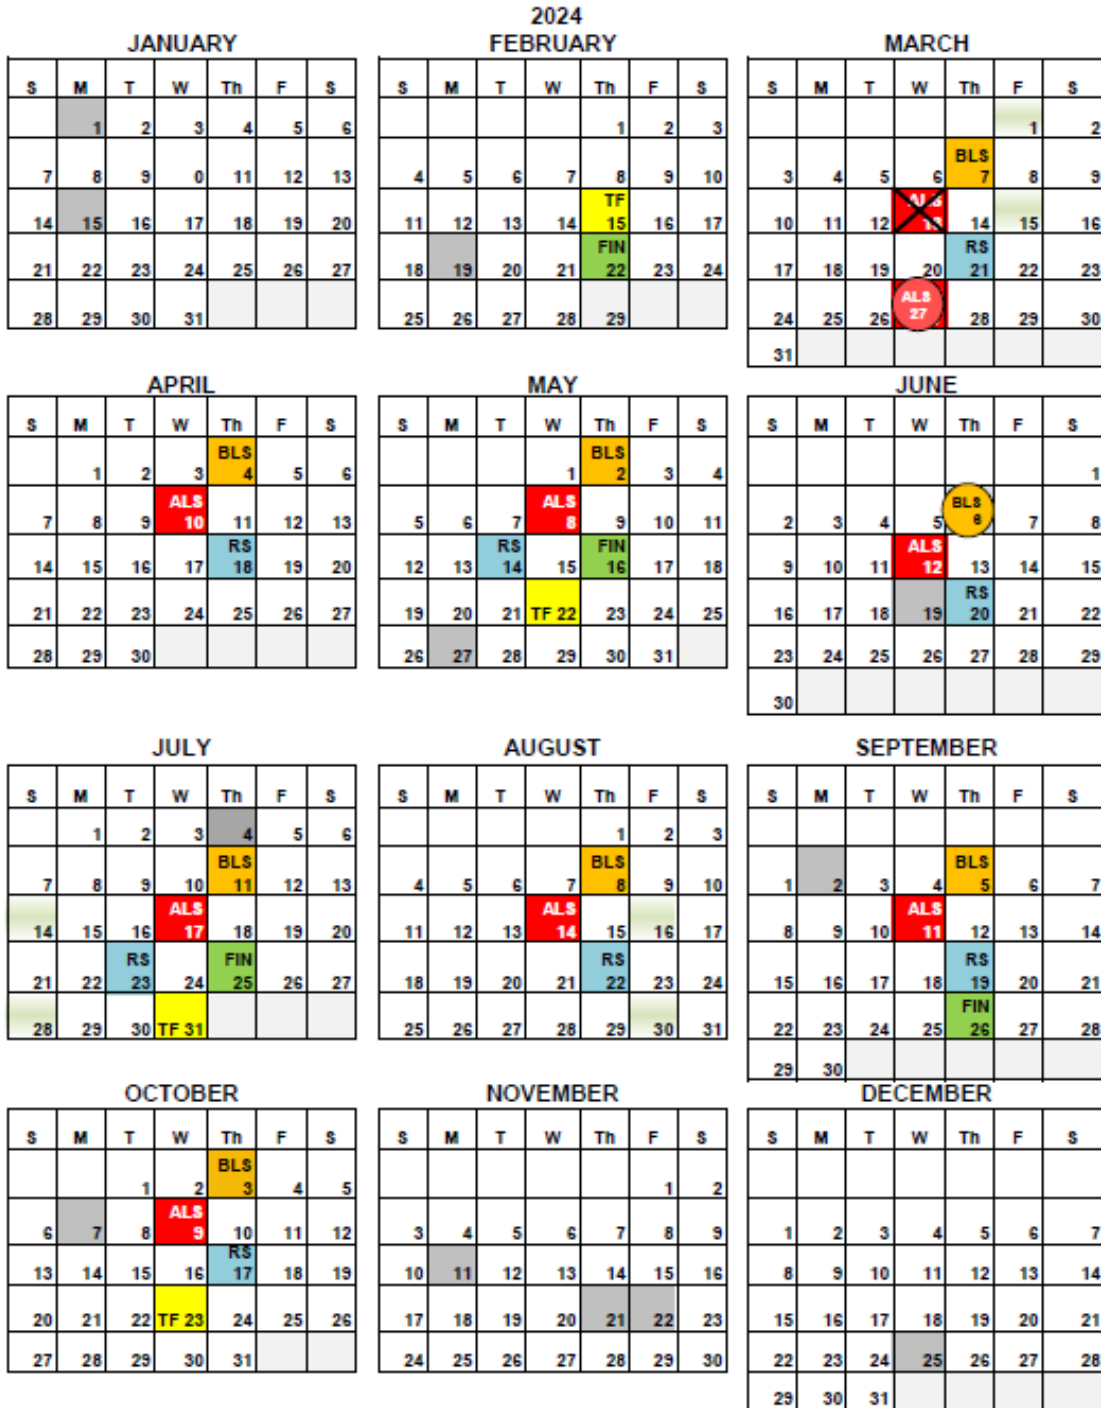 2024
JANUARY FEBRUARY MARCH
S M T W Th F S S M T W Th F S S M T W Th F S
1 2 3 4 5 6 1 2 3 1 2
BLS
7 8 9 0 11 12 13 4 5 6 7 8 9 10 3 4 5 6 7 8 9
TF ALS
14 15 16 17 18 19 20 11 12 13 14 15 16 17 10 11 12 13 14 15 16
FIN RS
21 22 23 24 25 26 27 18 19 20 21 22 23 24 17 18 19 20 21 22 23
ALS
28 29 30 31 25 26 27 28 29 24 25 26 27 28 29 30
31
APRIL MAY JUNE
S M T W Th F S S M T W Th F S S M T W Th F S
BLS BLS
1 2 3 4 5 6 1 2 3 4 1
ALS ALS BLS
7 8 9 10 11 12 13 5 6 7 8 9 10 11 2 3 4 5 6 7 8
RS RS FIN ALS
14 15 16 17 18 19 20 12 13 14 15 16 17 18 9 10 11 12 13 14 15
RS
21 22 23 24 25 26 27 19 20 21 TF 22 23 24 25 16 17 18 19 20 21 22
28 29 30 26 27 28 29 30 31 23 24 25 26 27 28 29
30
JULY AUGUST SEPTEMBER
S M T W Th F S S M T W Th F S S M T W Th F S
1 2 3 4 5 6 1 2 3
BLS BLS BLS
7 8 9 10 11 12 13 4 5 6 7 8 9 10 1 2 3 4 5 6 7
ALS ALS ALS
14 15 16 17 18 19 20 11 12 13 14 15 16 17 8 9 10 11 12 13 14
RS FIN RS RS
21 22 23 24 25 26 27 18 19 20 21 22 23 24 15 16 17 18 19 20 21
FIN
28 29 30 TF 31 25 26 27 28 29 30 31 22 23 24 25 26 27 28
29 30
OCTOBER NOVEMBER DECEMBER
S M T W Th F S S M T W Th F S S M T W Th F S
BLS
1 2 3 4 5 1 2
ALS
6 7 8 9 10 11 12 3 4 5 6 7 8 9 1 2 3 4 5 6 7
RS
13 14 15 16 17 18 19 10 11 12 13 14 15 16 8 9 10 11 12 13 14
20 21 22 TF 23 24 25 26 17 18 19 20 21 22 23 15 16 17 18 19 20 21
27 28 29 30 31 24 25 26 27 28 29 30 22 23 24 25 26 27 28
29 30 31